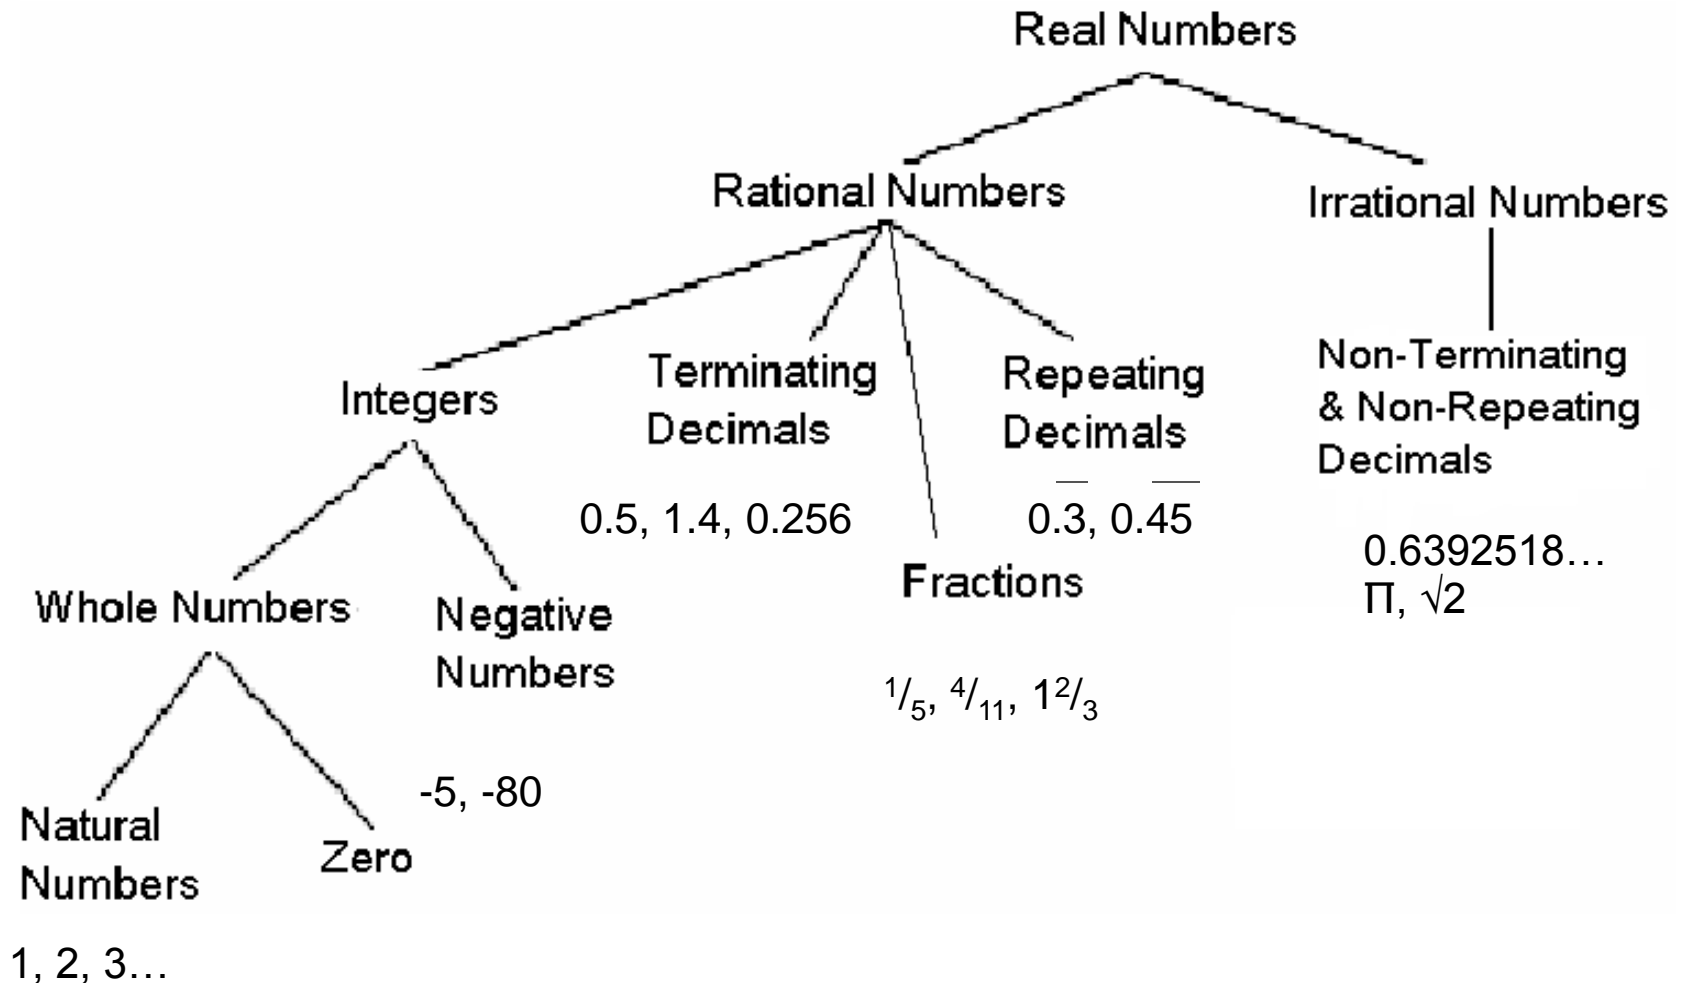 Real Numbers
Rational Numbers
Irrational Numbers
Integers
Terminating
Decimals
0.5, 1.4, 0.256
Repeating
Decimals
0.3̅, 0.4̅5̅
Non-Terminating
& Non-Repeating
Decimals
0.6392518…
Π, √2
Fractions
¹/₅, ⁴/₁₁, 1²/₃
Whole Numbers
Negative
Numbers
-5, -80
Natural
Numbers
1, 2, 3…
Zero